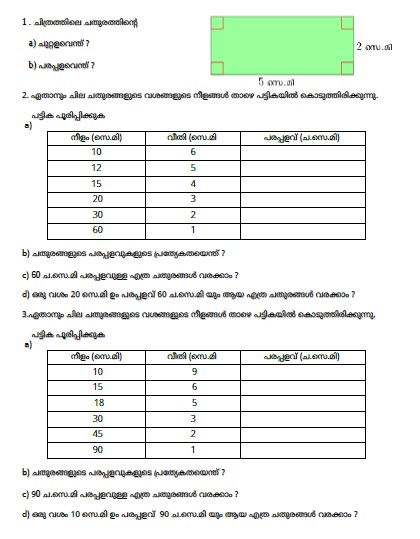 1 . ചിത്രത്തിലെ ചതുരത്തിന്റെ
a) ചുറ്റളവെന്ത് ?
b) പരപ്പളവെന്ത് ?
2 സെ.മി
5 സെ.മി
2. ഏതാനും ചില ചതുരങ്ങളുടെ വശങ്ങളുടെ നീളങ്ങൾ താഴെ പട്ടികയിൽ കൊടുത്തിരിക്കുന്നു.
പട്ടിക പൂരിപ്പിക്കുക
a)
നീളം (സെ.മി) വീതി (സെ.മി പരപ്പളവ് (ച.സെ.മി)
10 6
12 5
15 4
20 3
30 2
60 1
b) ചതുരങ്ങളുടെ പരപ്പളവുകളുടെ പ്രത്യേകതയെന്ത് ?
c) 60 ച.സെ.മി പരപ്പളവുള്ള എത്ര ചതുരങ്ങൾ വരക്കാം ?
d) ഒരു വശം 20 സെ.മി ഉം പരപ്പളവ് 60 ച.സെ.മി യും ആയ എത്ര ചതുരങ്ങൾ വരക്കാം ?
3.ഏതാനും ചില ചതുരങ്ങളുടെ വശങ്ങളുടെ നീളങ്ങൾ താഴെ പട്ടികയിൽ കൊടുത്തിരിക്കുന്നു.
പട്ടിക പൂരിപ്പിക്കുക
a)
നീളം (സെ.മി) വീതി (സെ.മി പരപ്പളവ് (ച.സെ.മി)
10 9
15 6
18 5
30 3
45 2
90 1
b) ചതുരങ്ങളുടെ പരപ്പളവുകളുടെ പ്രത്യേകതയെന്ത് ?
c) 90 ച.സെ.മി പരപ്പളവുള്ള എത്ര ചതുരങ്ങൾ വരക്കാം ?
d) ഒരു വശം 10 സെ.മി ഉം പരപ്പളവ് 90 ച.സെ.മി യും ആയ എത്ര ചതുരങ്ങൾ വരക്കാം ?